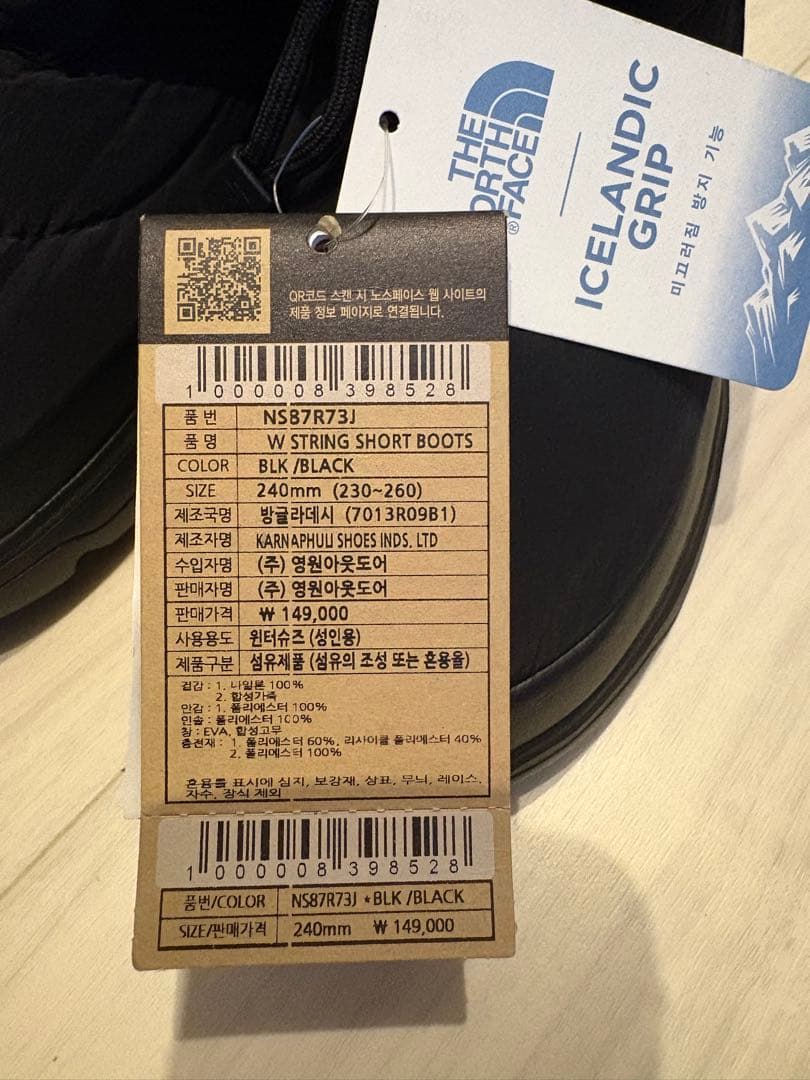 THE
NORTH
FACE®
ICELANDIC
GRIP
미끄러짐 방지 기능
QR코드 스캔 시 노스페이스 웹 사이트의
제품 정보 페이지로 연결됩니다.
1000008398528
품 번 NS87R73J
품 명 W STRING SHORT BOOTS
COLOR BLK /BLACK
SIZE 240mm (230~260)
제조국명 방글라데시 (7013R09B1)
제조자명 KARNAPHULI SHOES INDS. LTD
수입자명 (주) 영원아웃도어
판매자명 (주) 영원아웃도어
판매가격 ₩ 149,000
사용용도 윈터슈즈 (성인용)
제품구분 섬유제품 (섬유의 조성 또는 혼용율)
겉감 : 1. 나일론 100%
2. 합성가죽
안감 : 1. 폴리에스터 100%
인솔 : 폴리에스터 100%
창 : EVA, 합성고무
충전재 : 1. 폴리에스터 60%, 리사이클 폴리에스터 40%
2. 폴리에스터 100%
혼용률 표시에 심지, 보강재, 상표, 무늬, 레이스,
자수, 장식 제외
1000008398528
품번/COLOR NS87R73J *BLK /BLACK
SIZE/판매가격 240mm ₩ 149,000